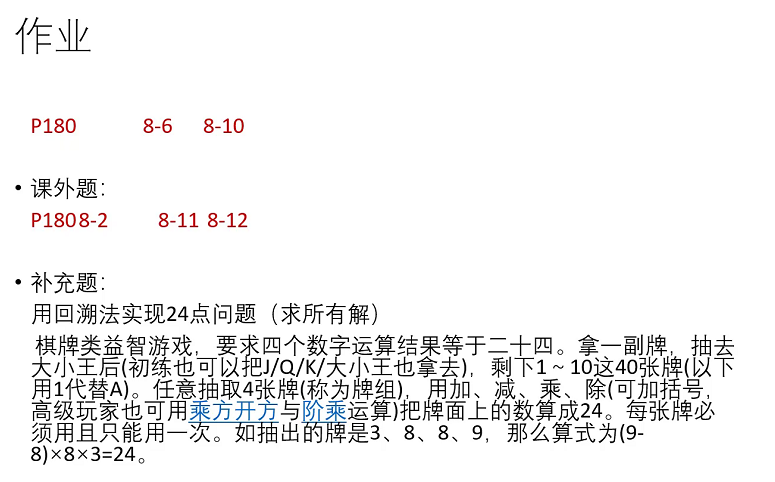 作业
P180 8-6 8-10
• 课外题：
P180 8-2 8-11 8-12
• 补充题：
用回溯法实现24点问题（求所有解）
棋牌类益智游戏，要求四个数字运算结果等于二十四。拿一副牌，抽去
大小王后(初练也可以把J/Q/K/大小王也拿去)，剩下1～10这40张牌(以下
用1代替A)。任意抽取4张牌(称为牌组)，用加、减、乘、除(可加括号，
高级玩家也可用乘方开方与阶乘运算)把牌面上的数算成24。每张牌必
须用且只能用一次。如抽出的牌是3、8、8、9，那么算式为(9-
8)×8×3=24。